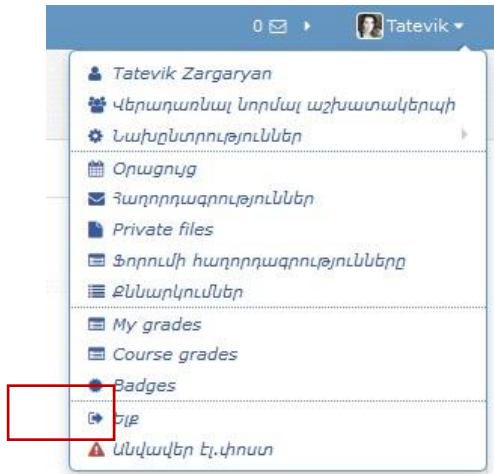 0 Tatevik
Tatevik Zargaryan
Վերադառնալ նորմալ աշխատակերպի
Նախընտրություններ
Օրացույց
Հաղորդագրություններ
Private files
Ֆորումի հաղորդագրությունները
Քննարկումներ
My grades
Course grades
Badges
Ելք
Անվավեր էլ.փոստ